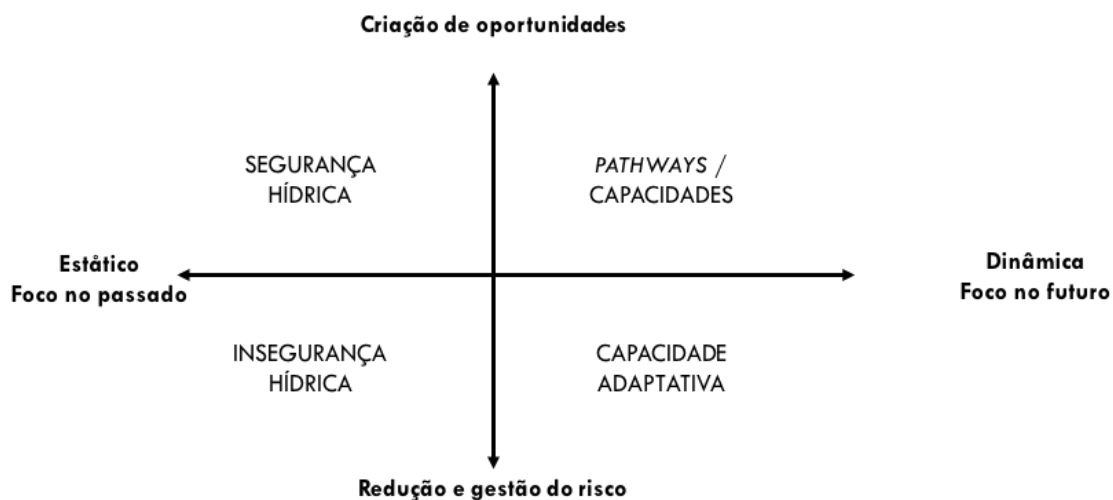 Criação de oportunidades
SEGURANÇA
HÍDRICA
PATHWAYS /
CAPACIDADES
Eståtico
Foco no passado
Dinâmica
Foco no futuro
INSEGURANÇA
HÍDRICA
CAPACIDADE
ADAPTATIVA
Redução e gestão do risco